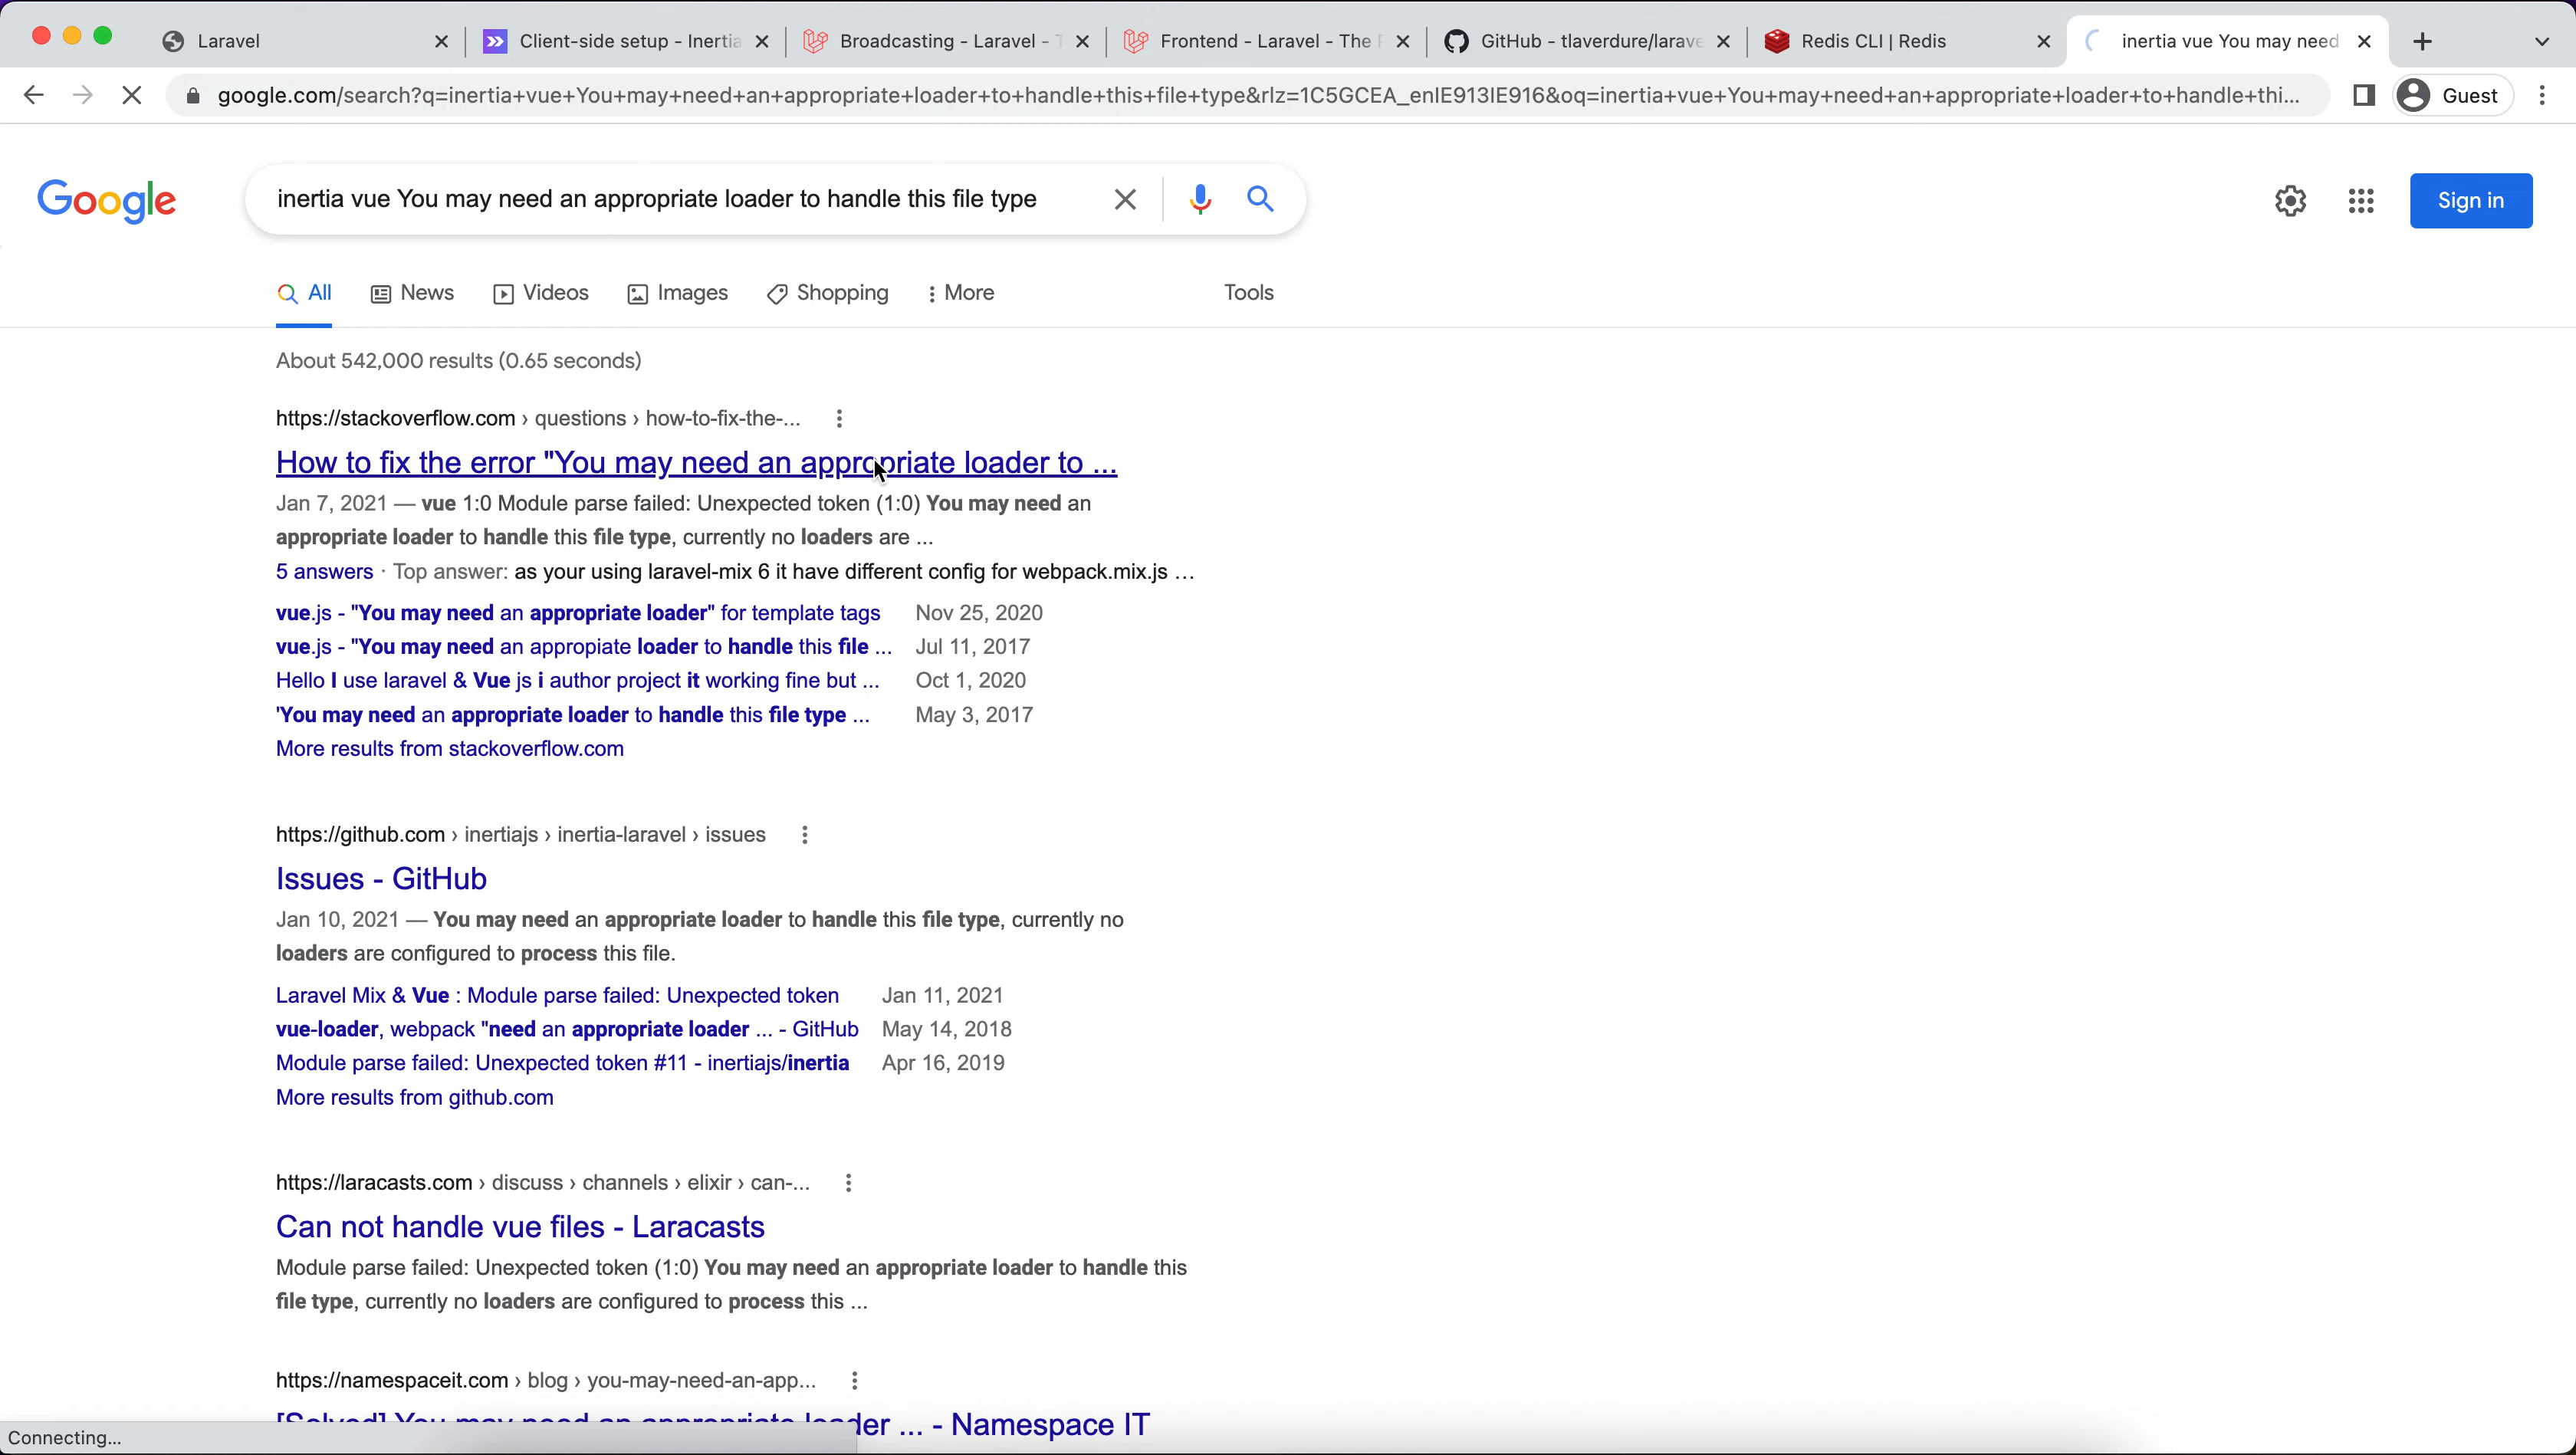 Laravel
Client-side setup - Inertia
Broadcasting - Laravel - T
Frontend - Laravel - The P
GitHub - tlaverdure/larave
Redis CLI | Redis
inertia vue You may need
google.com/search?q=inertia+vue+You+may+need+an+appropriate+loader+to+handle+this+file+type&rlz=1C5GCEA_enIE913IE916&oq=inertia+vue+You+may+need+an+appropriate+loader+to+handle+thi...
Guest
Google
inertia vue You may need an appropriate loader to handle this file type
Sign in
All
News
Videos
Images
Shopping
More
Tools
About 542,000 results (0.65 seconds)
https://stackoverflow.com › questions › how-to-fix-the-...
How to fix the error "You may need an appropriate loader to ...
Jan 7, 2021 — vue 1:0 Module parse failed: Unexpected token (1:0) You may need an
appropriate loader to handle this file type, currently no loaders are ...
5 answers · Top answer: as your using laravel-mix 6 it have different config for webpack.mix.js ...
vue.js - "You may need an appropriate loader" for template tags Nov 25, 2020
vue.js - "You may need an appropiate loader to handle this file ... Jul 11, 2017
Hello I use laravel & Vue js i author project it working fine but ... Oct 1, 2020
'You may need an appropriate loader to handle this file type ... May 3, 2017
More results from stackoverflow.com
https://github.com › inertiajs › inertia-laravel › issues
Issues - GitHub
Jan 10, 2021 — You may need an appropriate loader to handle this file type, currently no
loaders are configured to process this file.
Laravel Mix & Vue : Module parse failed: Unexpected token Jan 11, 2021
vue-loader, webpack "need an appropriate loader ... - GitHub May 14, 2018
Module parse failed: Unexpected token #11 - inertiajs/inertia Apr 16, 2019
More results from github.com
https://laracasts.com › discuss › channels › elixir › can-...
Can not handle vue files - Laracasts
Module parse failed: Unexpected token (1:0) You may need an appropriate loader to handle this
file type, currently no loaders are configured to process this ...
https://namespaceit.com › blog › you-may-need-an-app...
[Solved] You may need an appropriate loader ... - Namespace IT
Connecting...